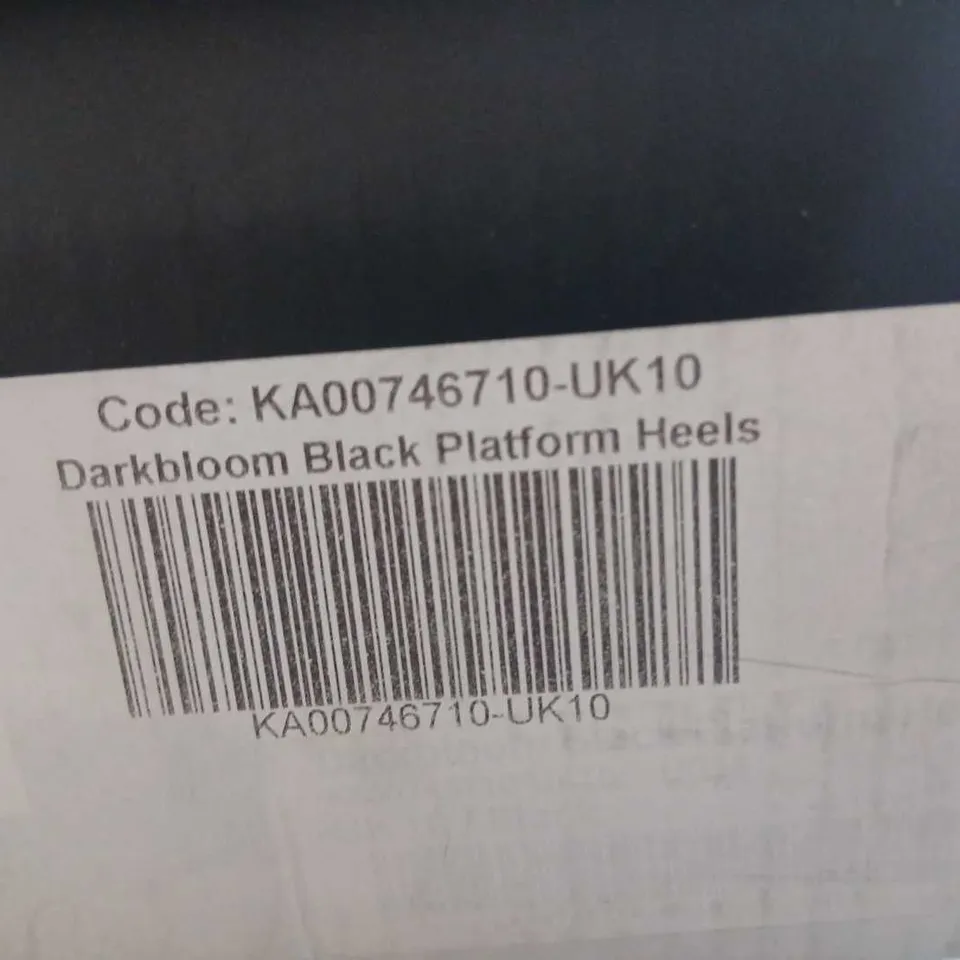 Code: KA00746710-UK10
Darkbloom Black Platform Heels
KA00746710-UK10